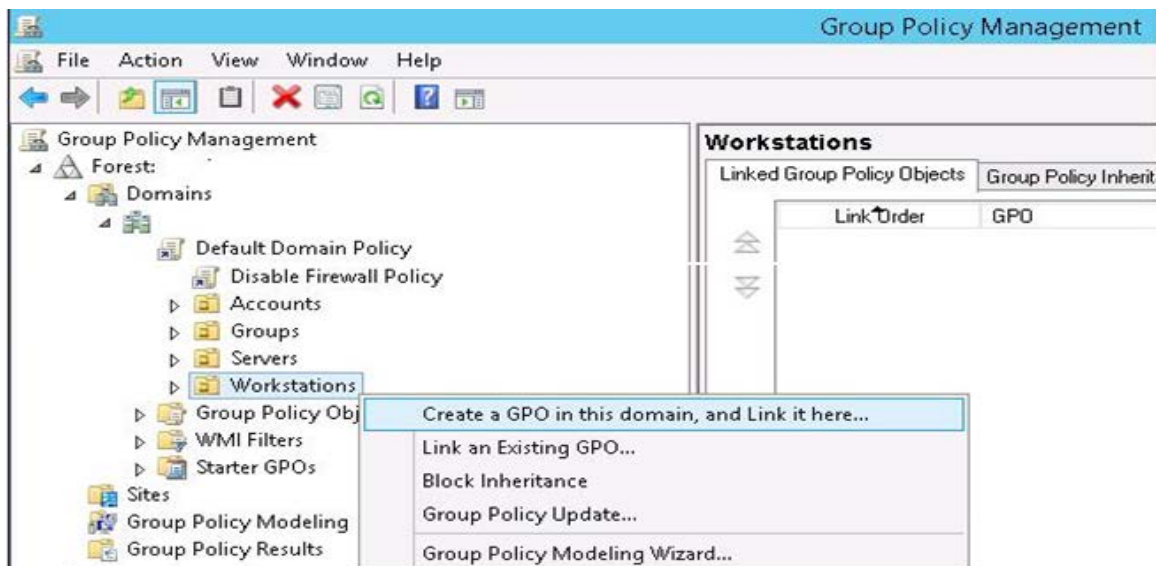 Group Policy Management
File Action View Window Help
Group Policy Management
Forest:
Domains
Default Domain Policy
Disable Firewall Policy
Accounts
Groups
Servers
Workstations
Group Policy Obj
WMI Filters
Starter GPOs
Sites
Group Policy Modeling
Group Policy Results
Workstations
Linked Group Policy Objects Group Policy Inherit
Link Order GPO
Create a GPO in this domain, and Link it here...
Link an Existing GPO...
Block Inheritance
Group Policy Update...
Group Policy Modeling Wizard...